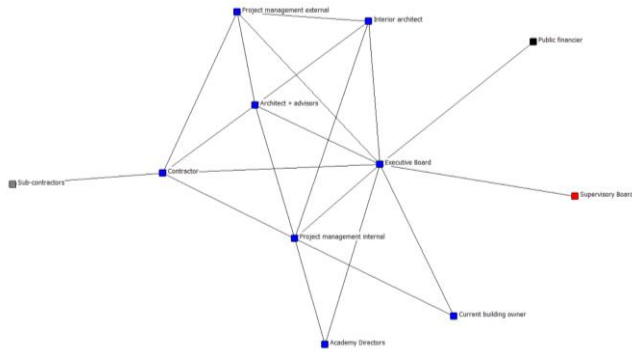 Project management external
Interior architect
Public financier
Architect + advisors
Executive Board
Contractor
Sub-contractors
Supervisory Board
Project management internal
Current building owner
Academy Directors